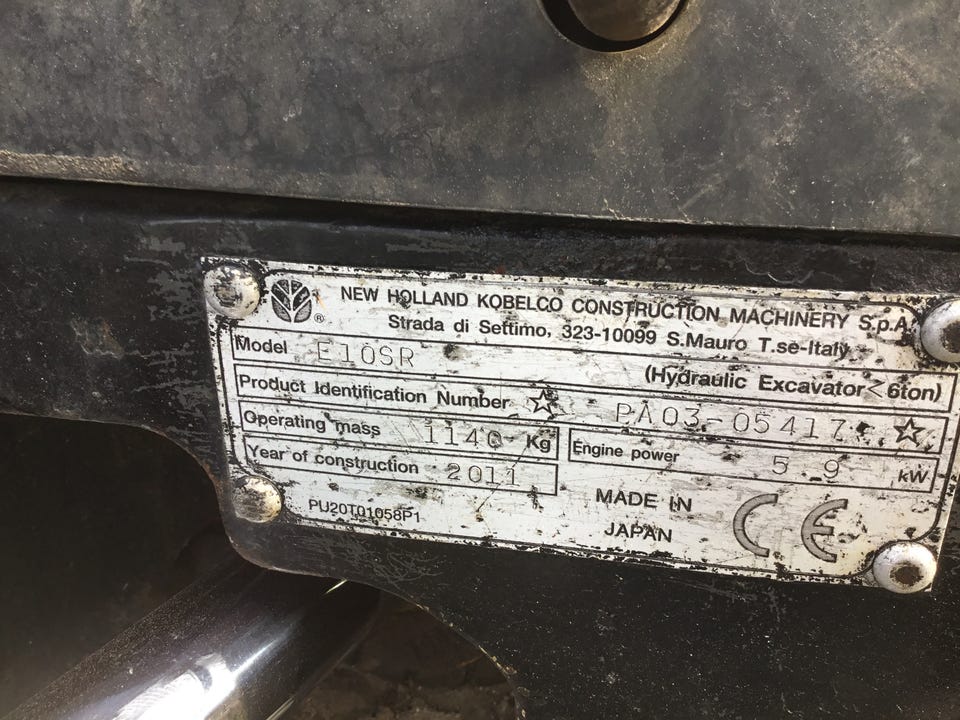 NEW HOLLAND KOBELCO CONSTRUCTION MACHINERY S.p.A.
Strada di Settimo, 323-10099 S.Mauro T.se-Italy
Model E10SR (Hydraulic Excavator < 6ton)
Product Identification Number ☆ PA03-05417 ☆
Operating mass 1140 Kg Engine power 5 9 kW
Year of construction 2011
MADE IN
JAPAN
CE
PU20T01058P1
®